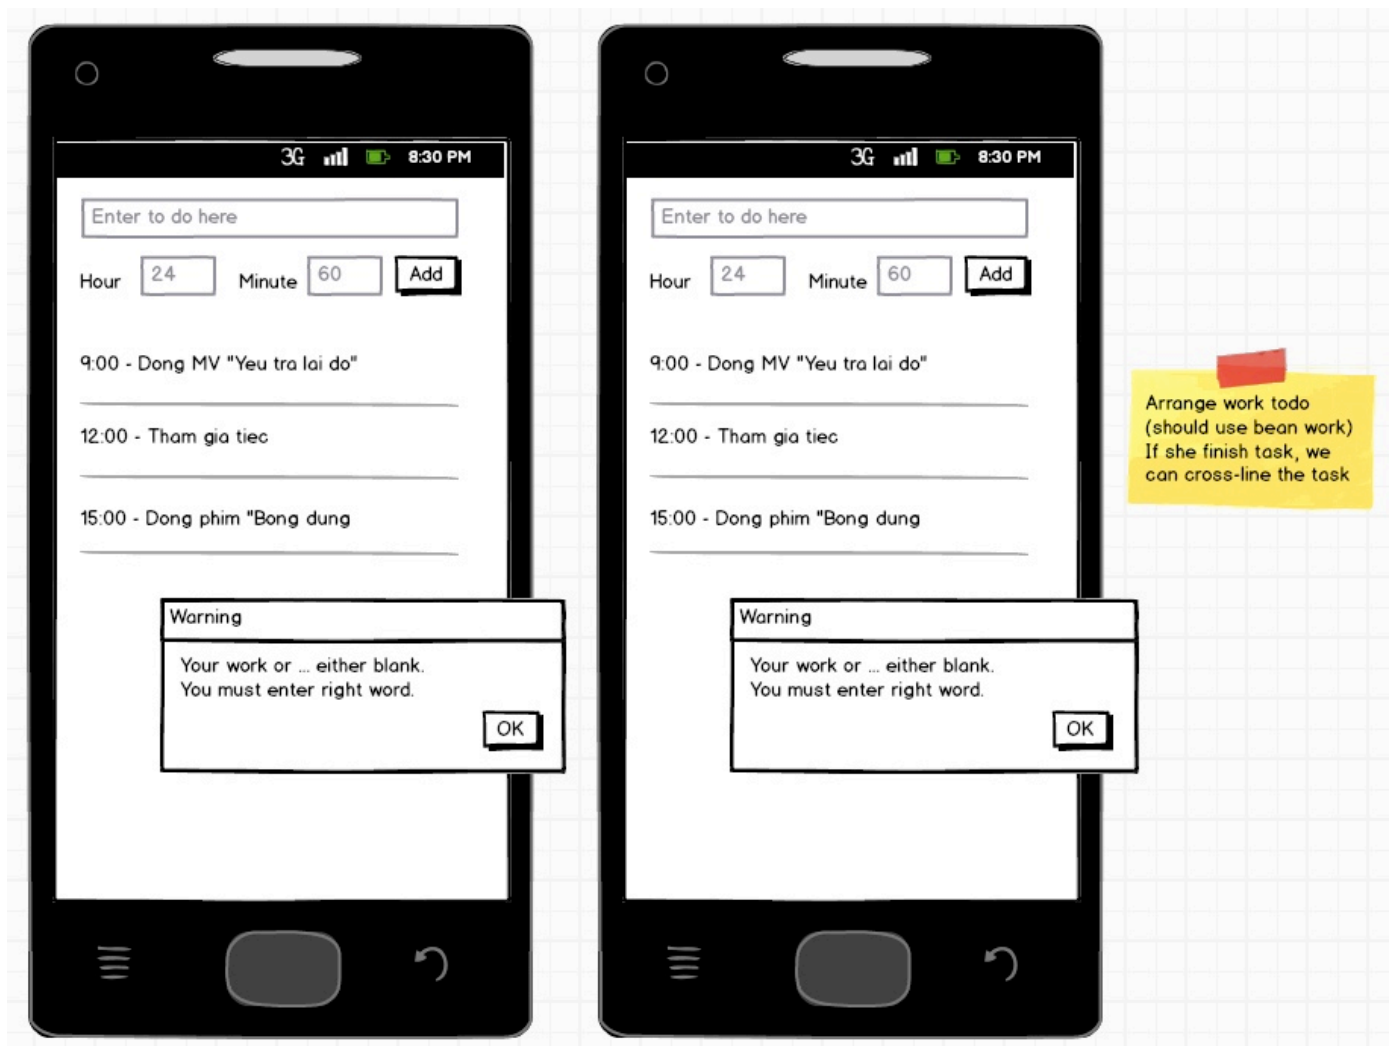 3G 8:30 PM
Enter to do here
Hour 24 Minute 60 Add
9:00 - Dong MV "Yeu tra lai do"
12:00 - Tham gia tiec
15:00 - Dong phim "Bong dung
Warning
Your work or ... either blank.
You must enter right word.
OK
3G 8:30 PM
Enter to do here
Hour 24 Minute 60 Add
9:00 - Dong MV "Yeu tra lai do"
12:00 - Tham gia tiec
15:00 - Dong phim "Bong dung
Warning
Your work or ... either blank.
You must enter right word.
OK
Arrange work todo
(should use bean work)
If she finish task, we
can cross-line the task